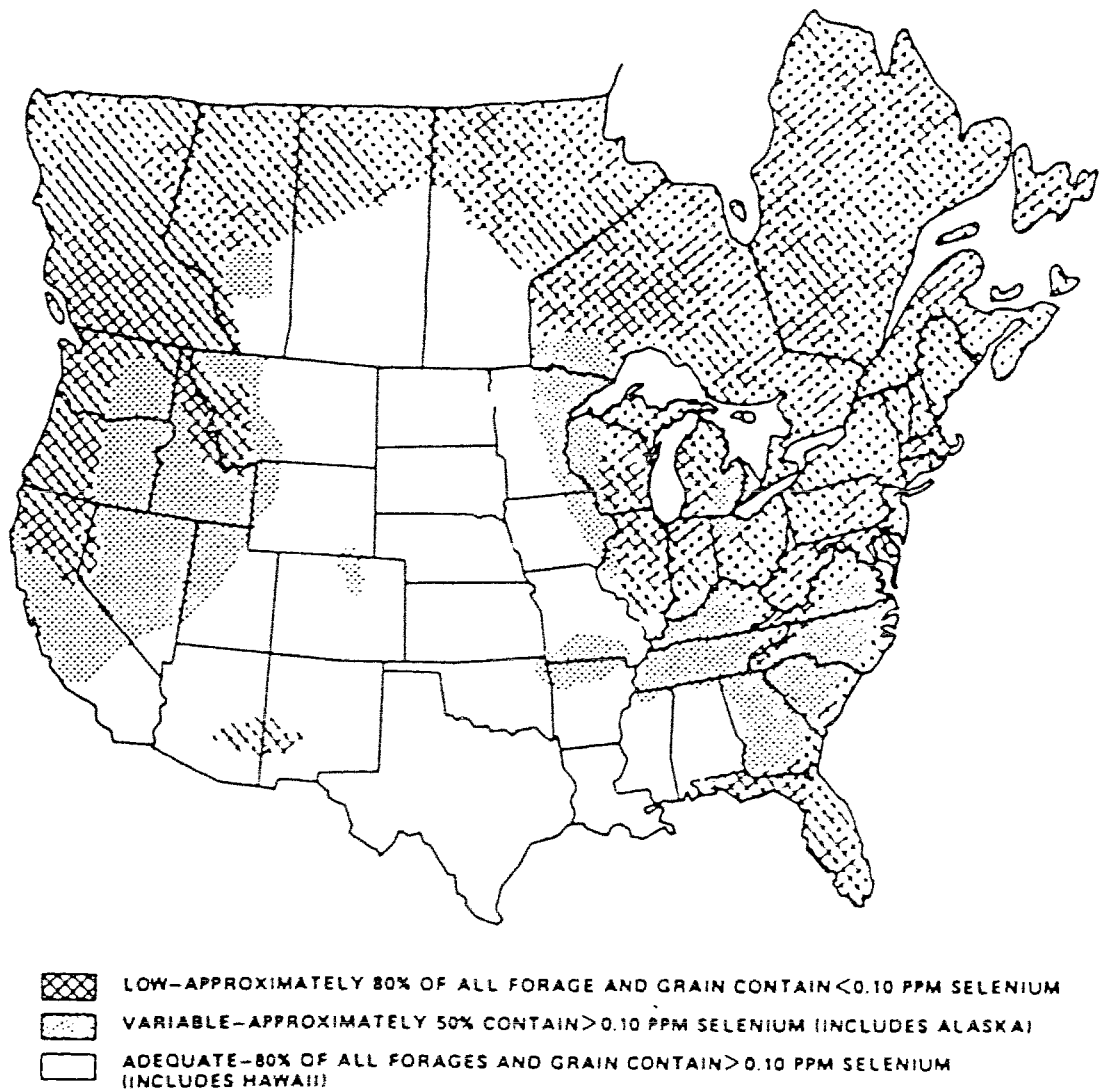 LOW–APPROXIMATELY 80% OF ALL FORAGE AND GRAIN CONTAIN<0.10 PPM SELENIUM
VARIABLE–APPROXIMATELY 50% CONTAIN>0.10 PPM SELENIUM (INCLUDES ALASKA)
ADEQUATE–80% OF ALL FORAGES AND GRAIN CONTAIN>0.10 PPM SELENIUM
(INCLUDES HAWAII)